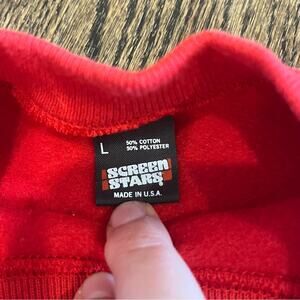 L
50% COTTON
50% POLYESTER
SCREEN
STARS
MADE IN U.S.A.